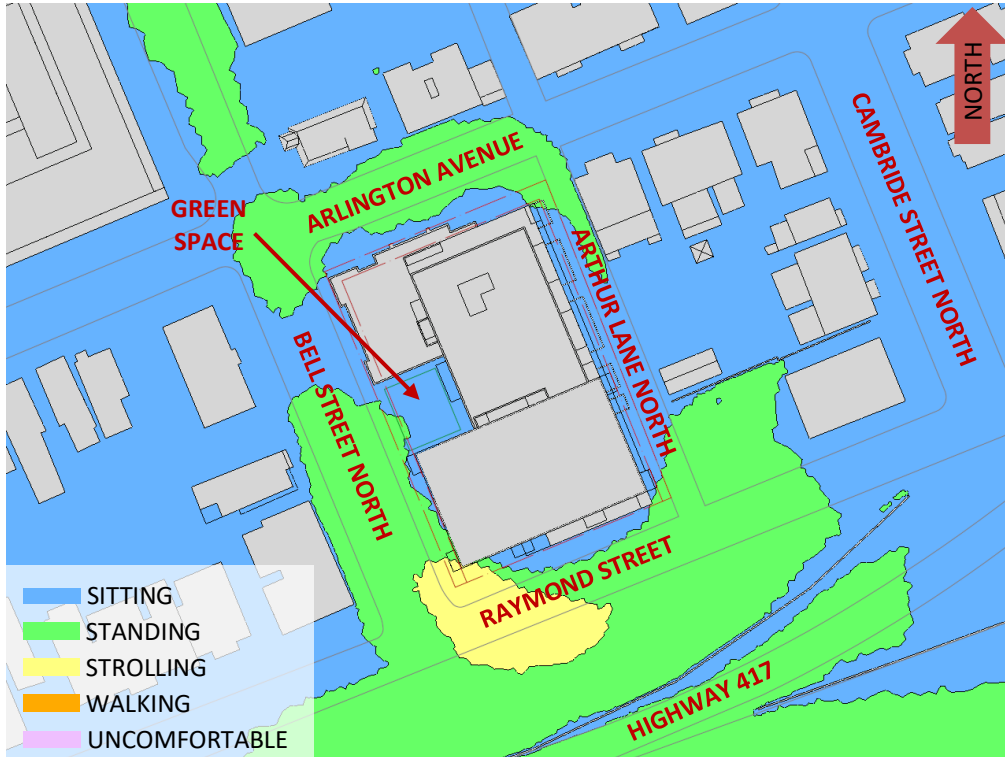 NORTH
ARLINGTON AVENUE
GREEN
SPACE
CAMBRIDE STREET NORTH
ARTHUR LANE NORTH
BELL STREET NORTH
RAYMOND STREET
HIGHWAY 417
SITTING
STANDING
STROLLING
WALKING
UNCOMFORTABLE